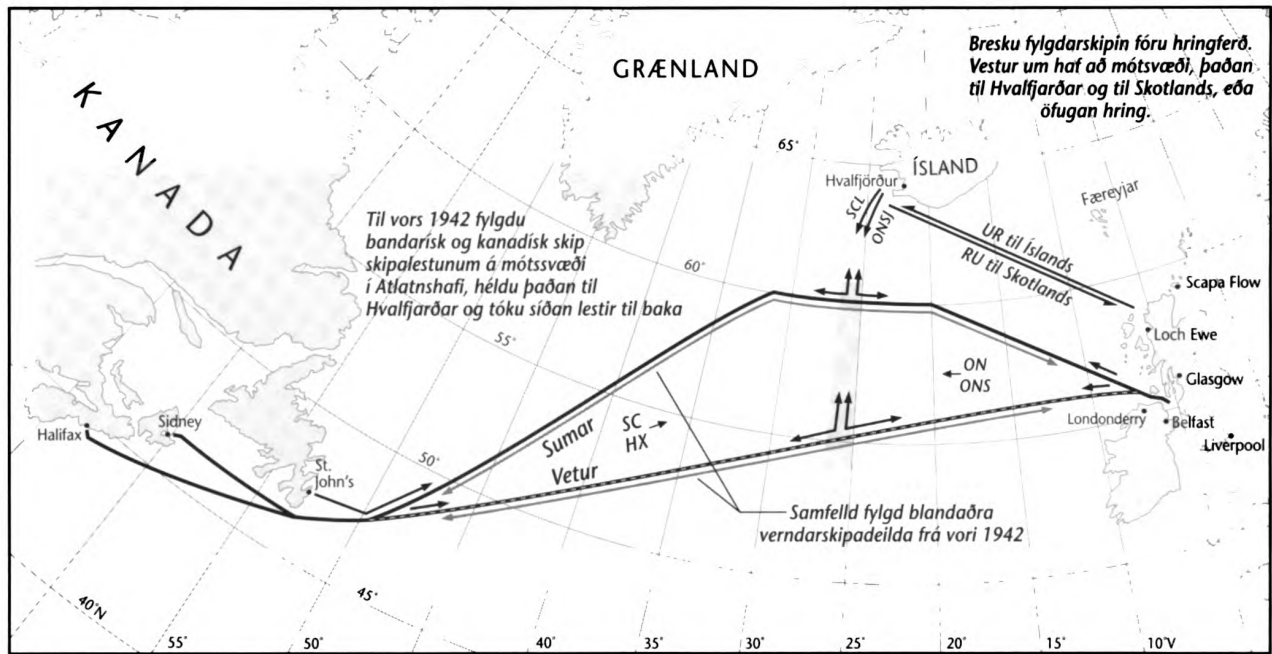 Bresku fylgdarskipin fóru hringferð.
Vestur um haf að mótsvæði, þaðan
til Hvalfjarðar og til Skotlands, eða
öfugan hring.
GRÆNLAND
KANADA
65°
ÍSLAND
Hvalfjörður
Færeyjar
SCL
ONSJ
UR til Íslands
RU til Skotlands
Til vors 1942 fylgdu
bandarísk og kanadísk skip
skipalestunum á mótssvæði
í Atlatnshafi, héldu þaðan til
Hvalfjarðar og tóku síðan lestir til baka
60°
55°
50°
Scapa Flow
Loch Ewe
Glasgow
Londonderry
Belfast
Liverpool
ON
ONS
SC
HX
Sumar
Vetur
Halifax
Sidney
St.
John's
Samfelld fylgd blandaðra
verndarskipadeilda frá vori 1942
45°
40°N
55°
50°
40°
35°
30°
25°
20°
15°
10°V